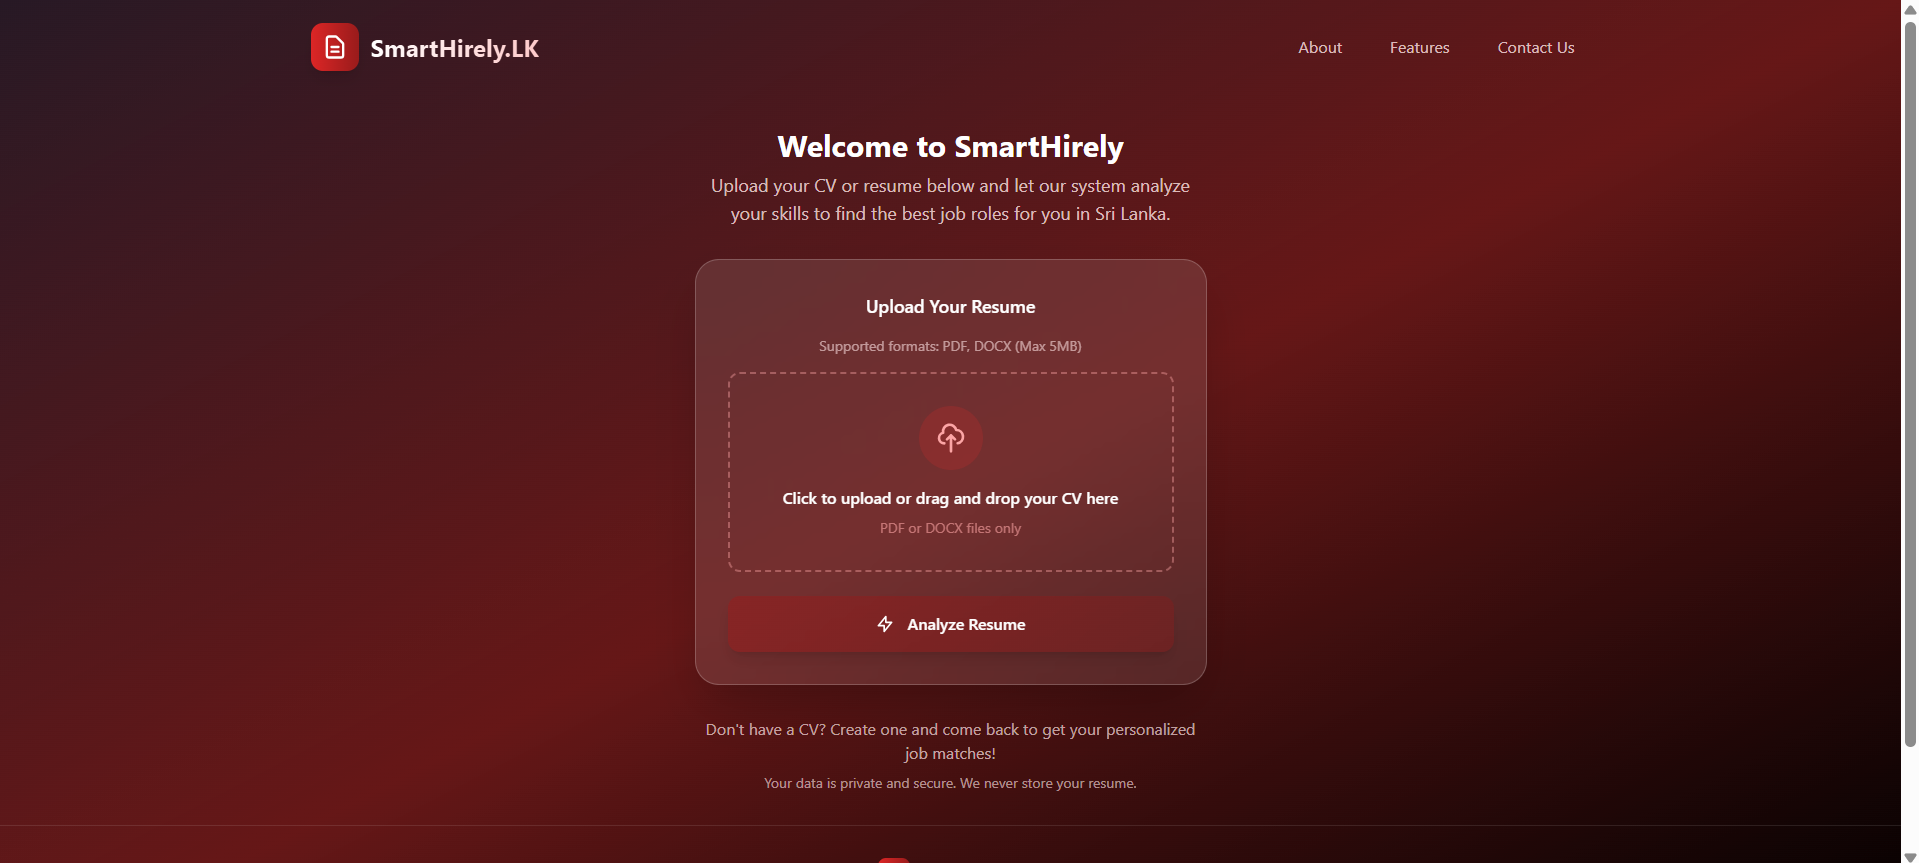 SmartHirely.LK
About
Features
Contact Us
Welcome to SmartHirely
Upload your CV or resume below and let our system analyze
your skills to find the best job roles for you in Sri Lanka.
Upload Your Resume
Supported formats: PDF, DOCX (Max 5MB)
Click to upload or drag and drop your CV here
PDF or DOCX files only
Analyze Resume
Don't have a CV? Create one and come back to get your personalized
job matches!
Your data is private and secure. We never store your resume.